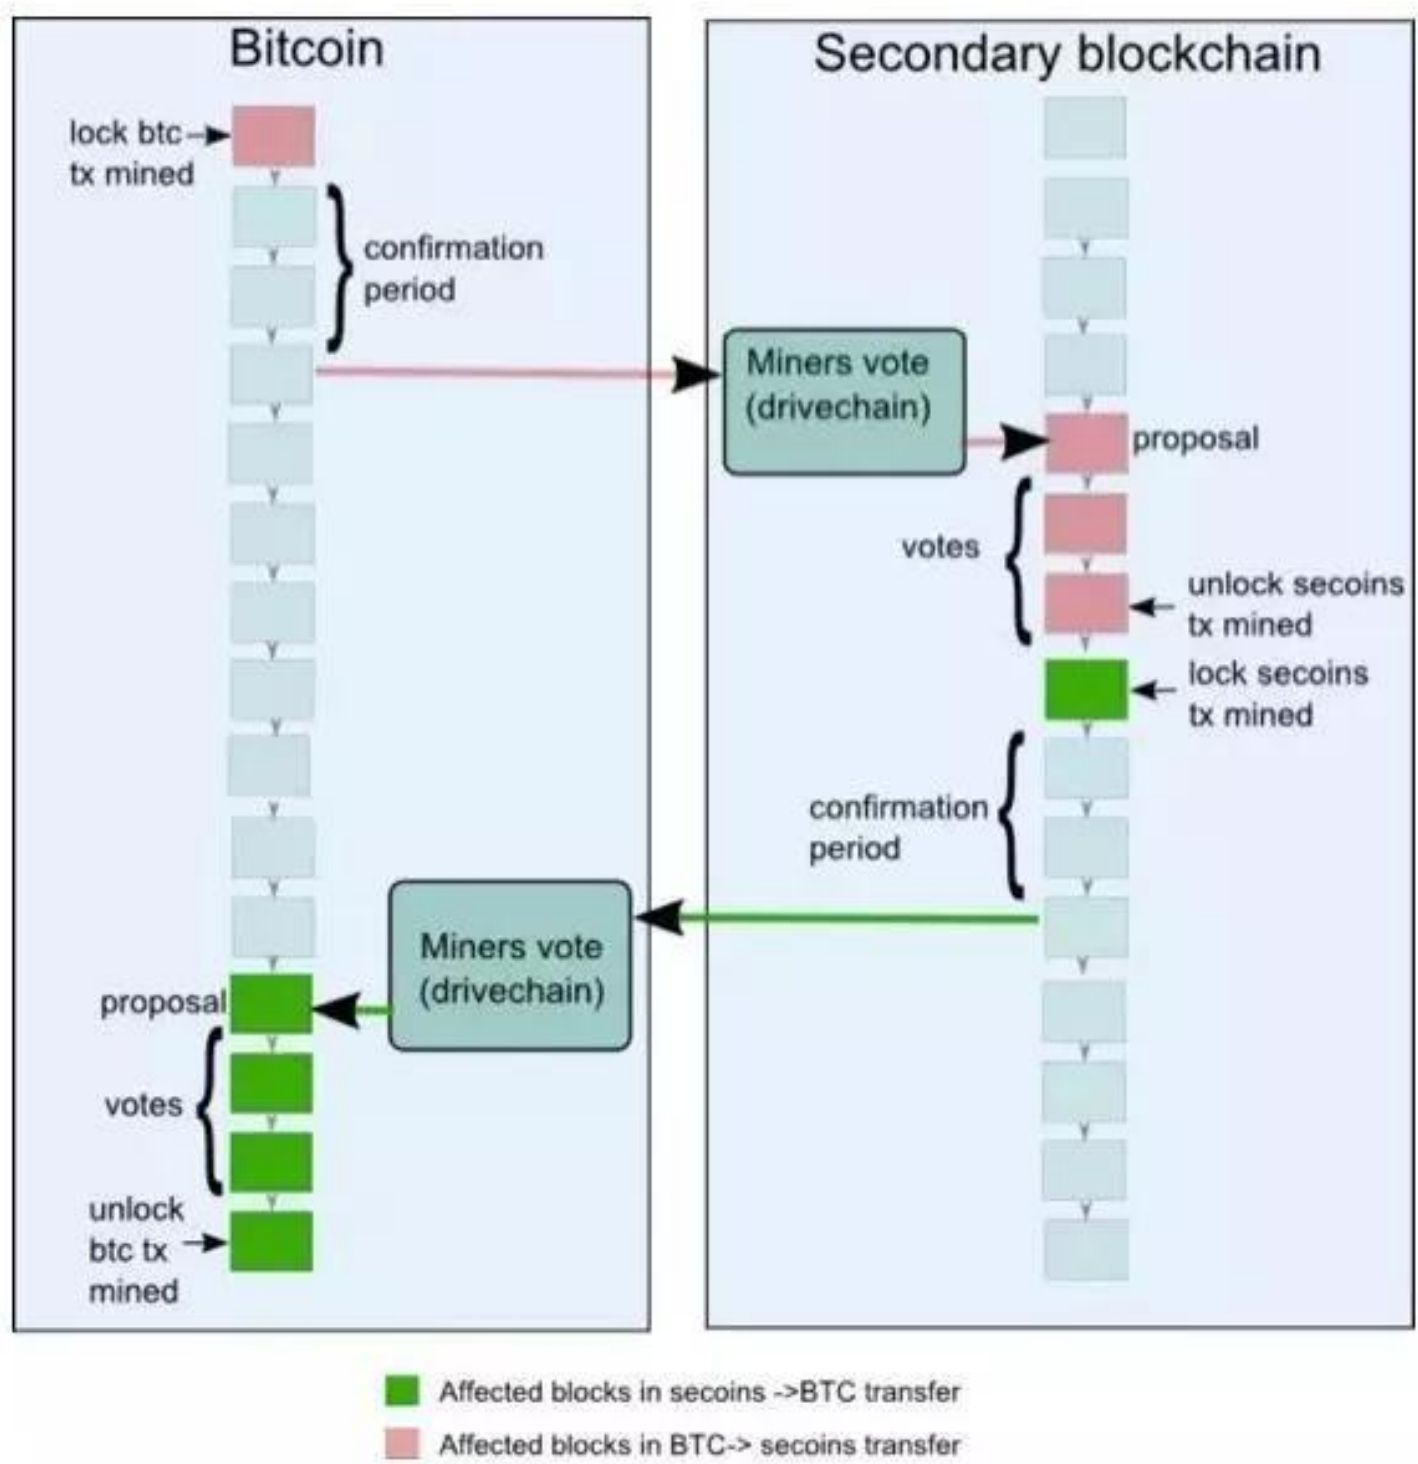 Bitcoin
lock btc
tx mined
confirmation
period
proposal
votes
unlock
btc tx
mined
Miners vote
(drivechain)
Secondary blockchain
Miners vote
(drivechain)
proposal
votes
unlock secoins
tx mined
lock secoins
tx mined
confirmation
period
Affected blocks in secoins ->BTC transfer
Affected blocks in BTC-> secoins transfer